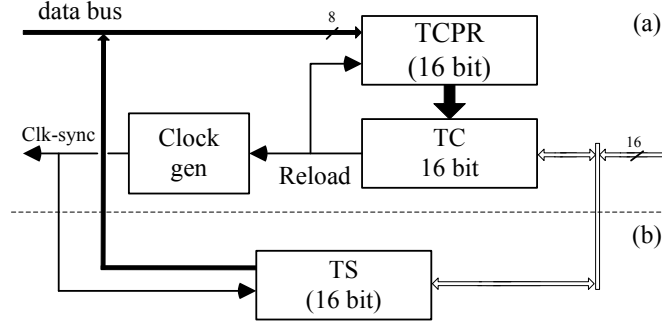 data bus
8
(a)
TCPR
(16 bit)
Clk-sync
Clock
gen
Reload
TC
16 bit
16
(b)
TS
(16 bit)